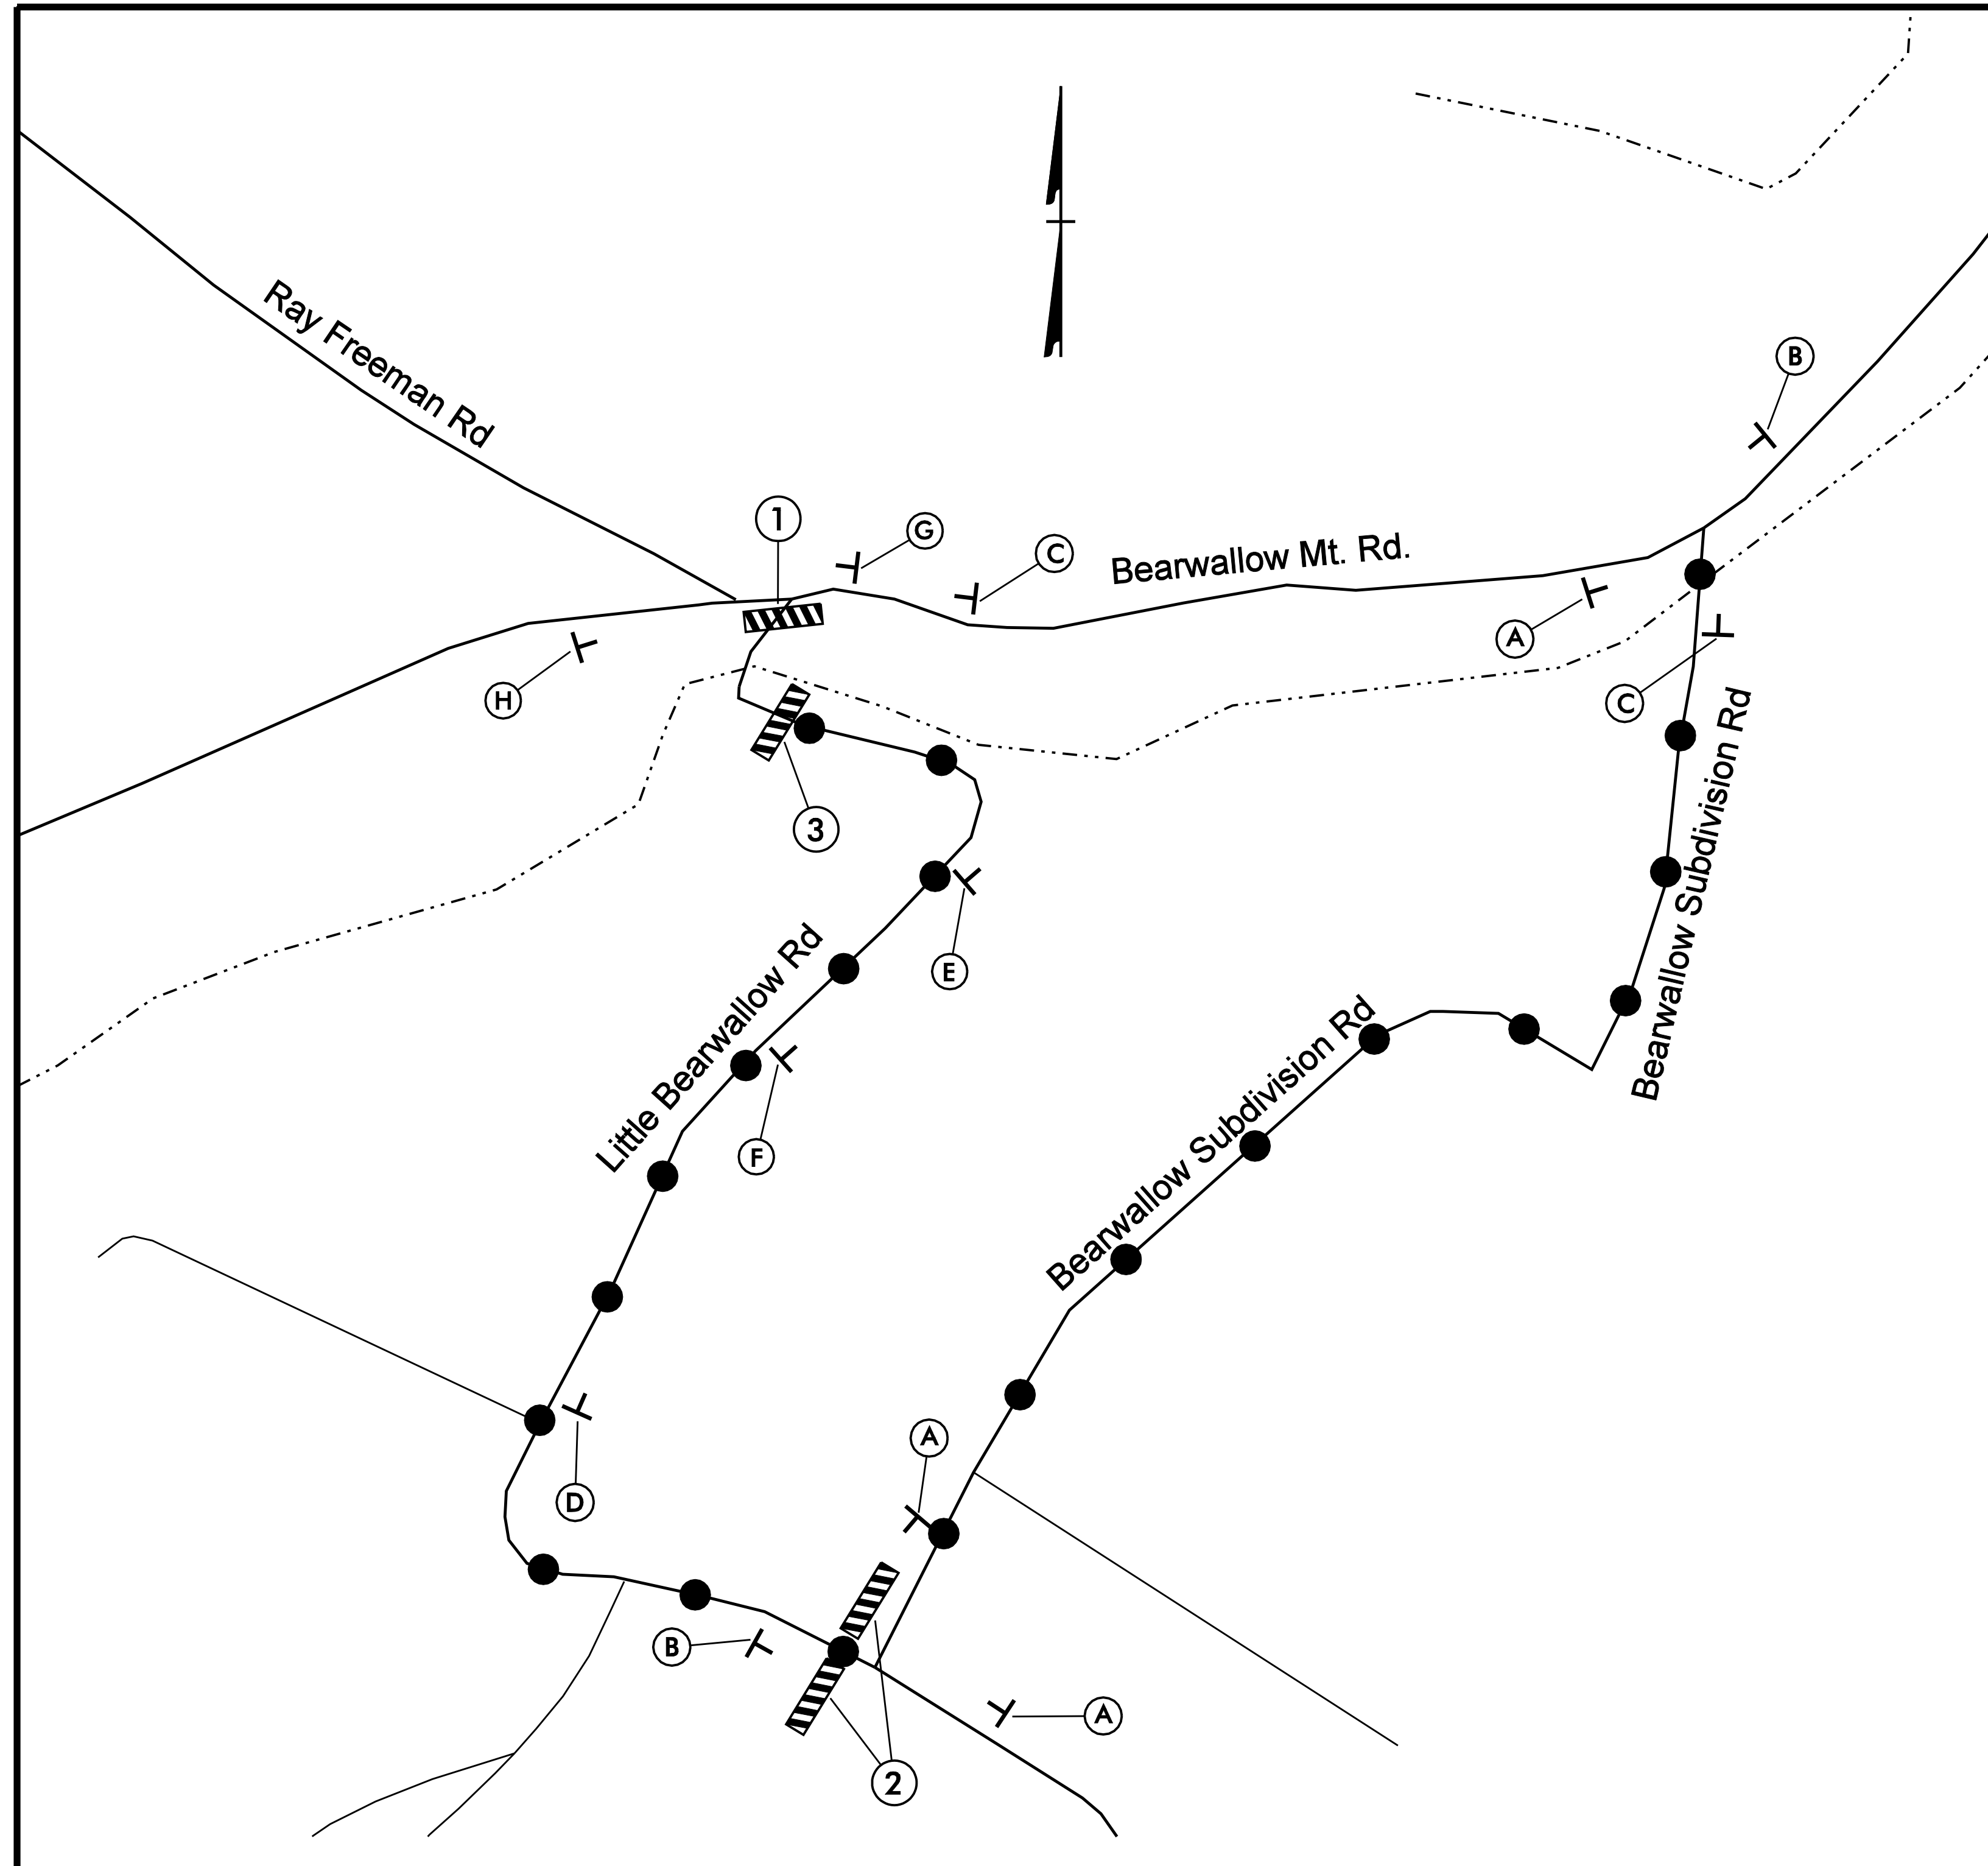 Ray Freeman Rd
B
1
G
C
Bearwallow Mt. Rd.
A
H
C
3
Bearwallow Subdivision Rd
E
Little Bearwallow Rd
F
Bearwallow Subdivision Rd
A
D
B
A
2